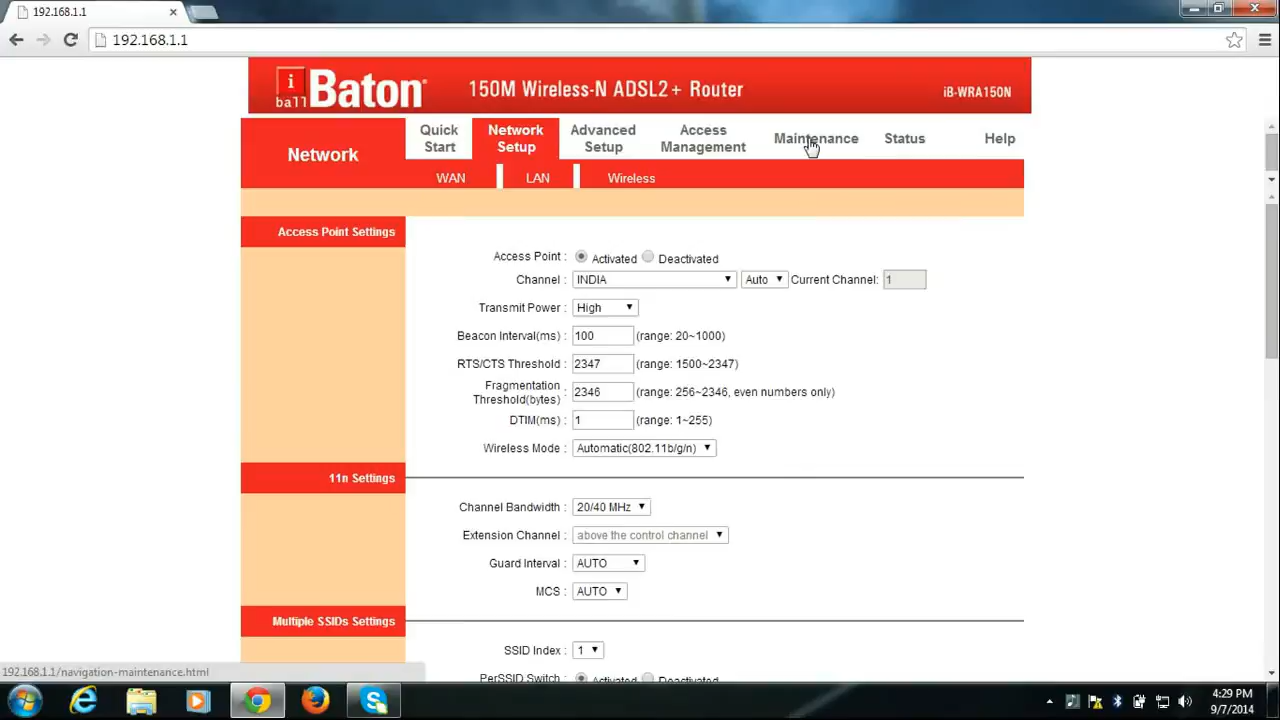 192.168.1.1
192.168.1.1
i
ball
Baton
150M Wireless-N ADSL2+ Router
iB-WRA150N
Network
Quick Start
Network Setup
Advanced Setup
Access Management
Maintenance
Status
Help
WAN
LAN
Wireless
Access Point Settings
Access Point : Activated Deactivated
Channel : INDIA Auto Current Channel: 1
Transmit Power : High
Beacon Interval(ms) : 100 (range: 20~1000)
RTS/CTS Threshold : 2347 (range: 1500~2347)
Fragmentation Threshold(bytes) : 2346 (range: 256~2346, even numbers only)
DTIM(ms) : 1 (range: 1~255)
Wireless Mode : Automatic(802.11b/g/n)
11n Settings
Channel Bandwidth : 20/40 MHz
Extension Channel : above the control channel
Guard Interval : AUTO
MCS : AUTO
Multiple SSIDs Settings
SSID Index : 1
PerSSID Switch : Activated Deactivated
192.168.1.1/navigation-maintenance.html
4:29 PM
9/7/2014